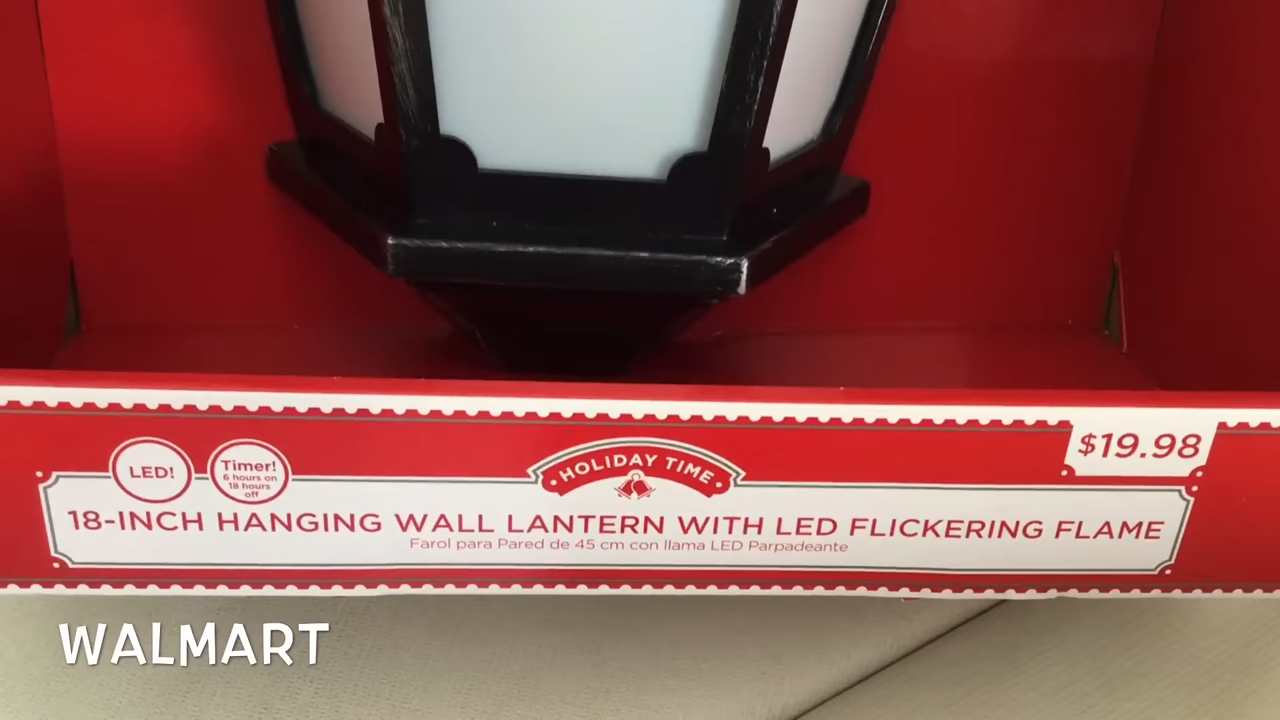 $19.98
HOLIDAY TIME
LED!
Timer!
6 hours on
18 hours
off
18-INCH HANGING WALL LANTERN WITH LED FLICKERING FLAME
Farol para Pared de 45 cm con llama LED Parpadeante
WALMART